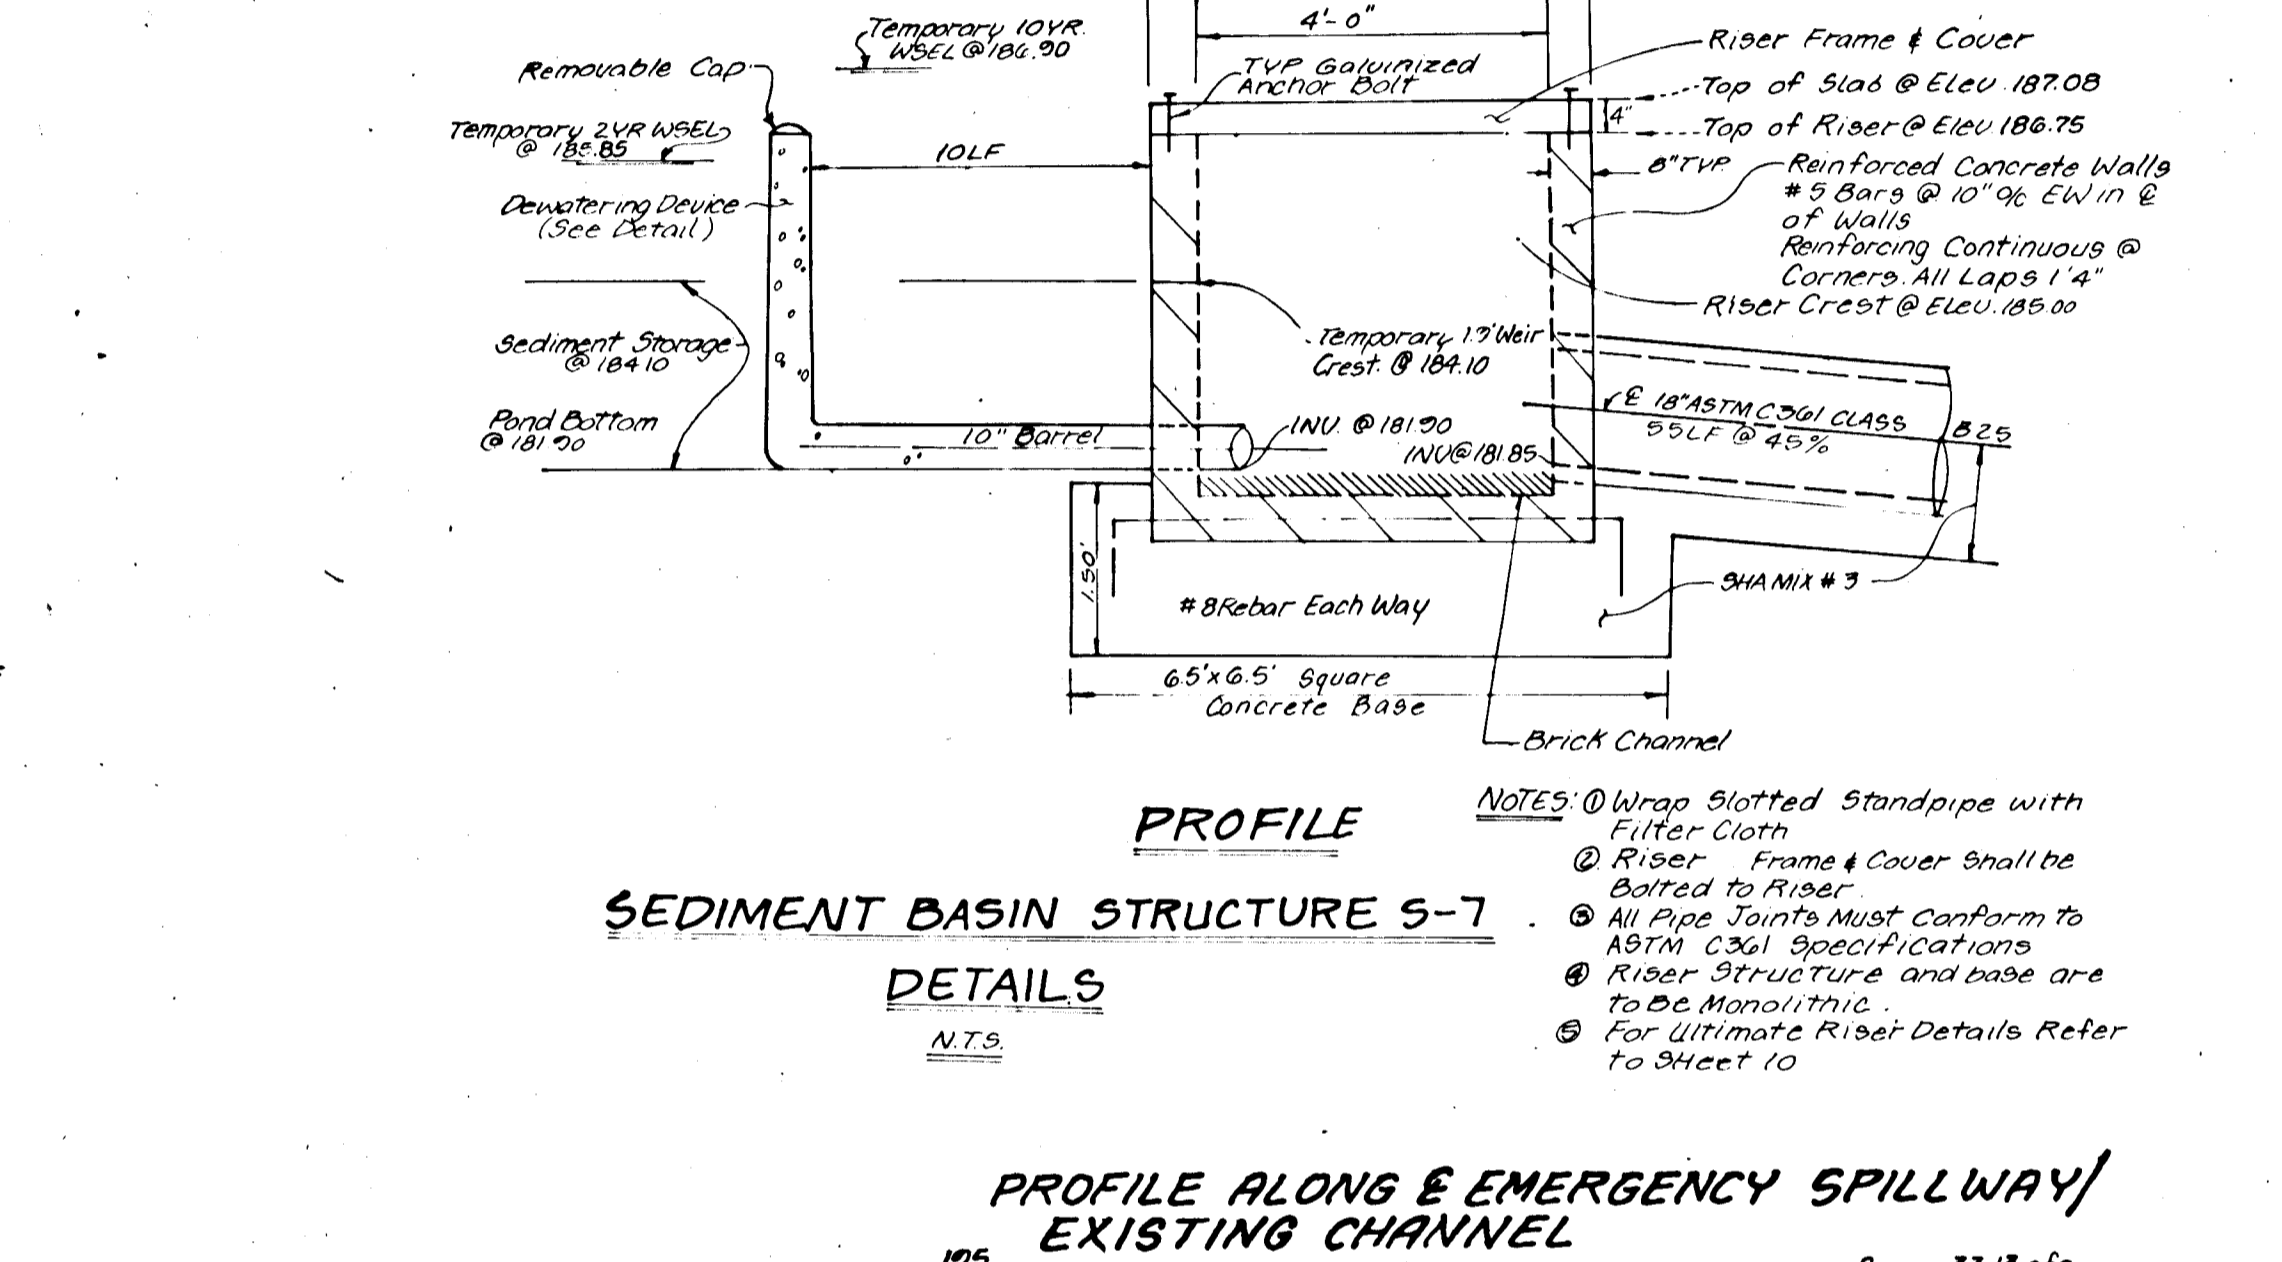 4'-0"
Temporary 10YR.
WSEL @ 186.90
Removable Cap
TYP Galvinized
Anchor Bolt
Riser Frame & Cover
Top of Slab @ Elev. 187.08
4"
Top of Riser @ Elev. 186.75
Temporary 2YR WSEL
@ 185.85
10LF
8" TYP.
Reinforced Concrete Walls
#5 Bars @ 10" o/c EW in ℄
of Walls
Reinforcing Continuous @
Corners. All Laps 1'4"
Dewatering Device
(See Detail)
Riser Crest @ Elev. 185.00
Sediment Storage
@ 184.10
Temporary Weir
Crest. @ 184.10
Pond Bottom
@ 181.90
10" Barrel
INV. @ 181.90
INV @ 181.85
℄ 18" ASTM C361 CLASS B25
55LF @ 45%
1.50'
#8 Rebar Each Way
SHA MIX #3
6.5' x 6.5' Square
Concrete Base
Brick Channel
PROFILE
SEDIMENT BASIN STRUCTURE S-7
DETAILS
N.T.S.
NOTES: ① Wrap Slotted Standpipe with
Filter Cloth
② Riser Frame & Cover Shall be
Bolted to Riser.
③ All Pipe Joints Must Conform to
ASTM C361 Specifications
④ Riser Structure and base are
to Be Monolithic.
⑤ For Ultimate Riser Details Refer
to SHeet 10
PROFILE ALONG ℄ EMERGENCY SPILLWAY/
EXISTING CHANNEL